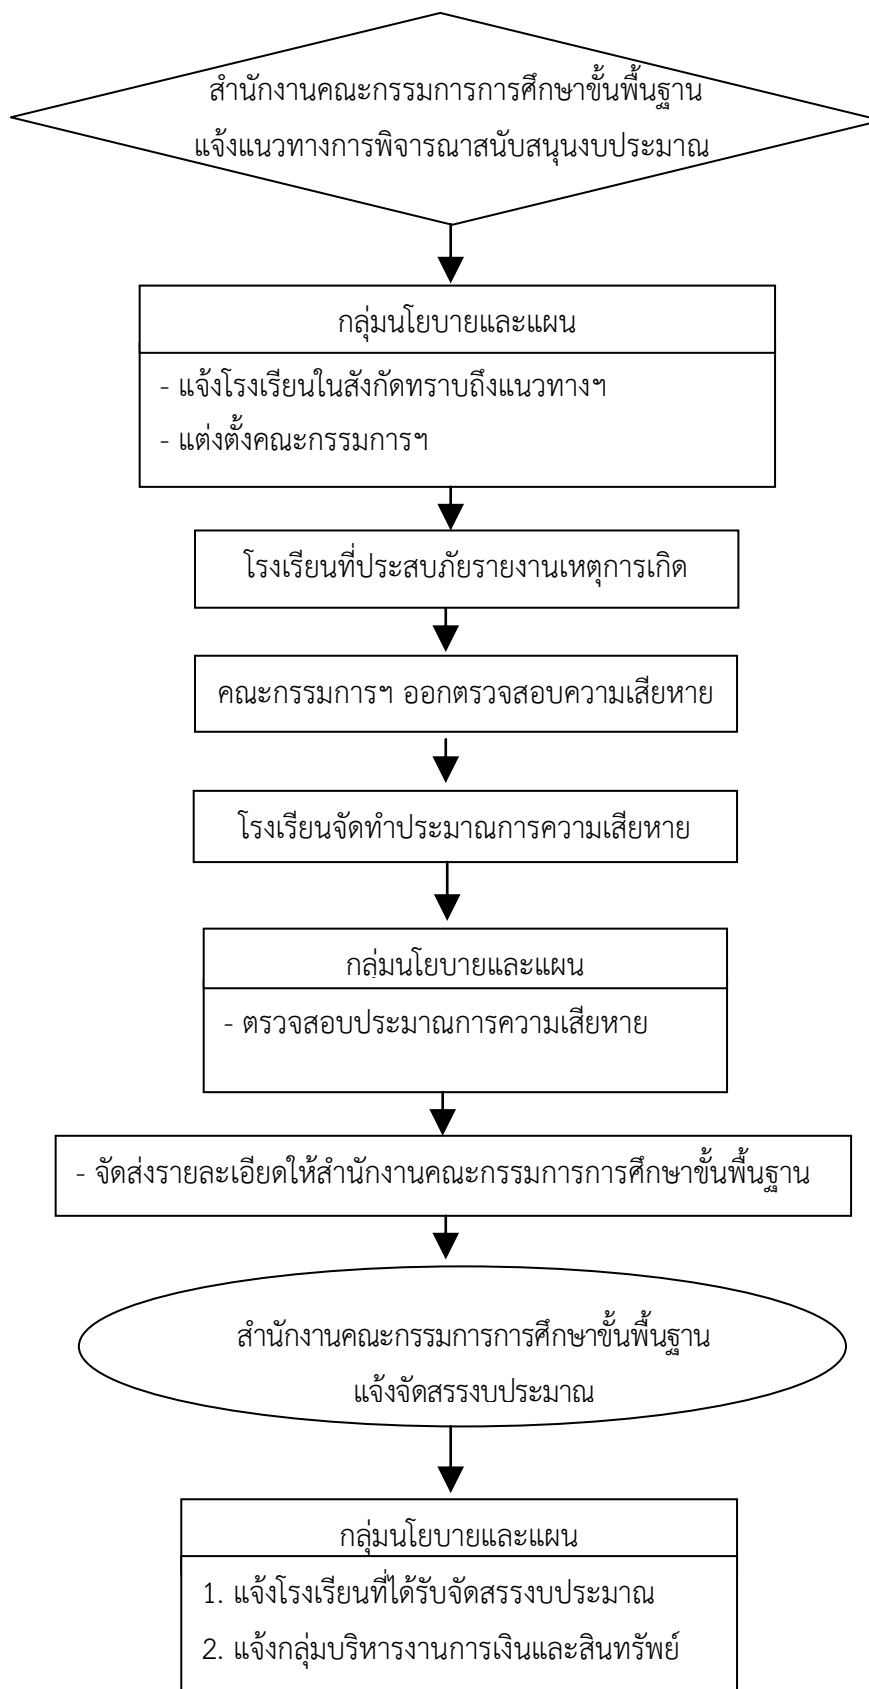 สำนักงานคณะกรรมการการศึกษาขั้นพื้นฐาน
แจ้งแนวทางการพิจารณาสนับสนุนงบประมาณ
กลุ่มนโยบายและแผน
- แจ้งโรงเรียนในสังกัดทราบถึงแนวทางฯ
- แต่งตั้งคณะกรรมการฯ
โรงเรียนที่ประสบภัยรายงานเหตุการเกิด
คณะกรรมการฯ ออกตรวจสอบความเสียหาย
โรงเรียนจัดทำประมาณการความเสียหาย
กลุ่มนโยบายและแผน
- ตรวจสอบประมาณการความเสียหาย
- จัดส่งรายละเอียดให้สำนักงานคณะกรรมการการศึกษาขั้นพื้นฐาน
สำนักงานคณะกรรมการการศึกษาขั้นพื้นฐาน
แจ้งจัดสรรงบประมาณ
กลุ่มนโยบายและแผน
1. แจ้งโรงเรียนที่ได้รับจัดสรรงบประมาณ
2. แจ้งกลุ่มบริหารงานการเงินและสินทรัพย์